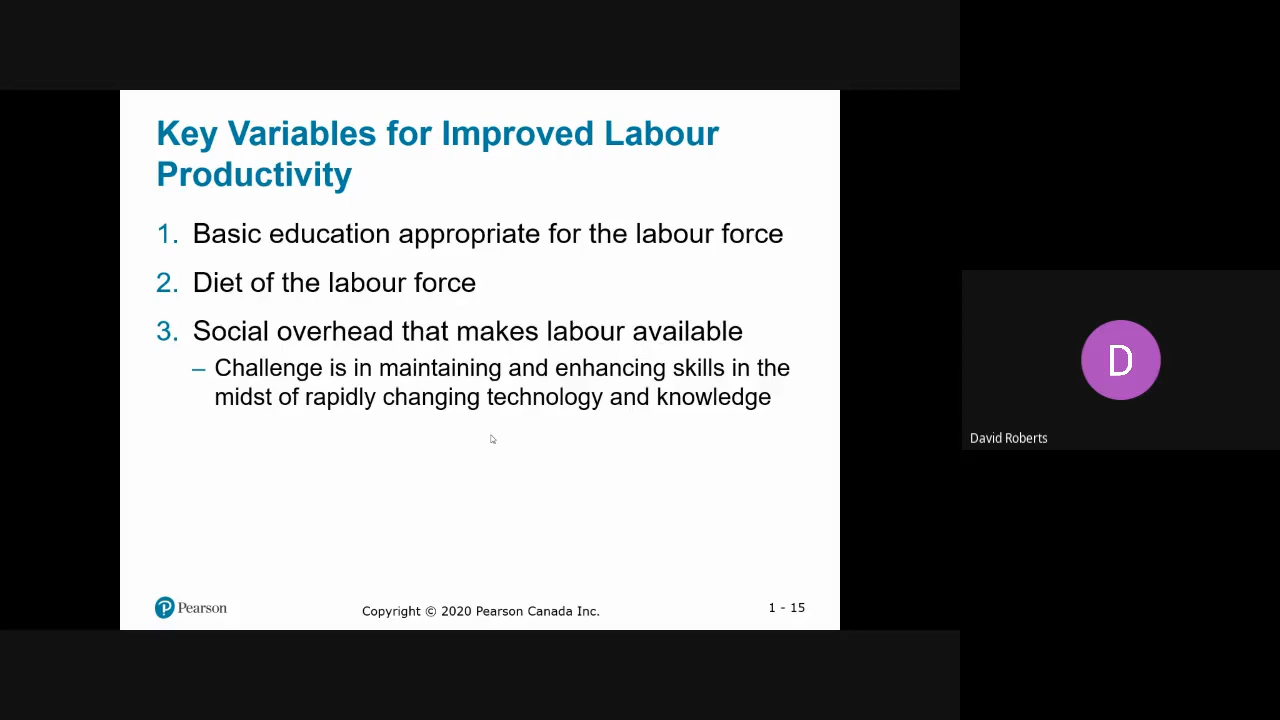 Key Variables for Improved Labour
Productivity
1. Basic education appropriate for the labour force
2. Diet of the labour force
3. Social overhead that makes labour available
– Challenge is in maintaining and enhancing skills in the
midst of rapidly changing technology and knowledge
P Pearson
Copyright © 2020 Pearson Canada Inc.
1 - 15
D
David Roberts